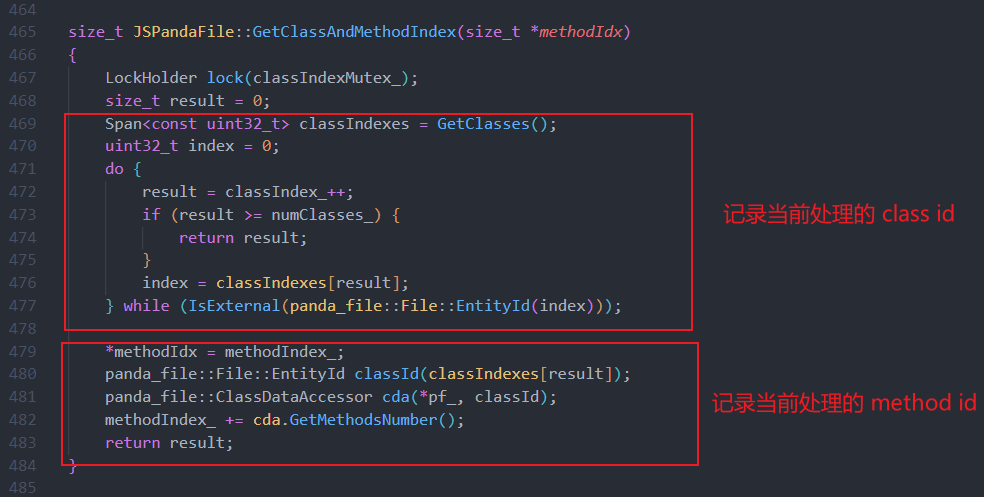 464
465 size_t JSPandaFile::GetClassAndMethodIndex(size_t *methodIdx)
466 {
467     LockHolder lock(classIndexMutex_);
468     size_t result = 0;
469     Span<const uint32_t> classIndexes = GetClasses();
470     uint32_t index = 0;
471     do {
472         result = classIndex_++;
473         if (result >= numClasses_) {
474             return result;
475         }
476         index = classIndexes[result];
477     } while (IsExternal(panda_file::File::EntityId(index)));
478
479     *methodIdx = methodIndex_;
480     panda_file::File::EntityId classId(classIndexes[result]);
481     panda_file::ClassDataAccessor cda(*pf_, classId);
482     methodIndex_ += cda.GetMethodsNumber();
483     return result;
484 }
485
记录当前处理的 class id
记录当前处理的 method id